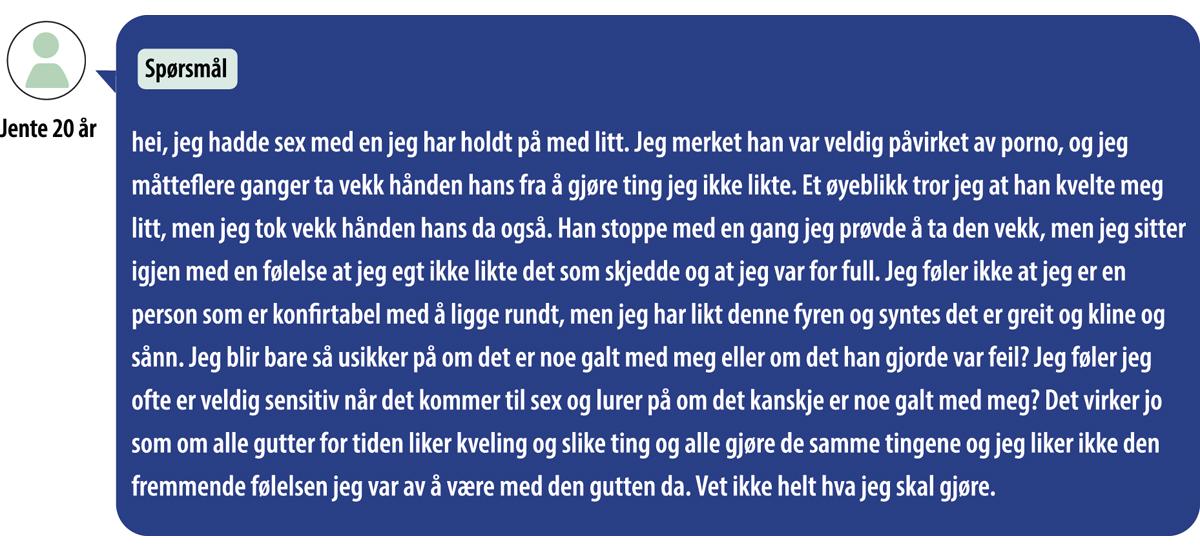 Spørsmål
Jente 20 år
hei, jeg hadde sex med en jeg har holdt på med litt. Jeg merket han var veldig påvirket av porno, og jeg
måtteflere ganger ta vekk hånden hans fra å gjøre ting jeg ikke likte. Et øyeblikk tror jeg at han kvelte meg
litt, men jeg tok vekk hånden hans da også. Han stoppe med en gang jeg prøvde å ta den vekk, men jeg sitter
igjen med en følelse at jeg egt ikke likte det som skjedde og at jeg var for full. Jeg føler ikke at jeg er en
person som er konfirtabel med å ligge rundt, men jeg har likt denne fyren og syntes det er greit og kline og
sånn. Jeg blir bare så usikker på om det er noe galt med meg eller om det han gjorde var feil? Jeg føler jeg
ofte er veldig sensitiv når det kommer til sex og lurer på om det kanskje er noe galt med meg? Det virker jo
som om alle gutter for tiden liker kveling og slike ting og alle gjøre de samme tingene og jeg liker ikke den
fremmende følelsen jeg var av å være med den gutten da. Vet ikke helt hva jeg skal gjøre.